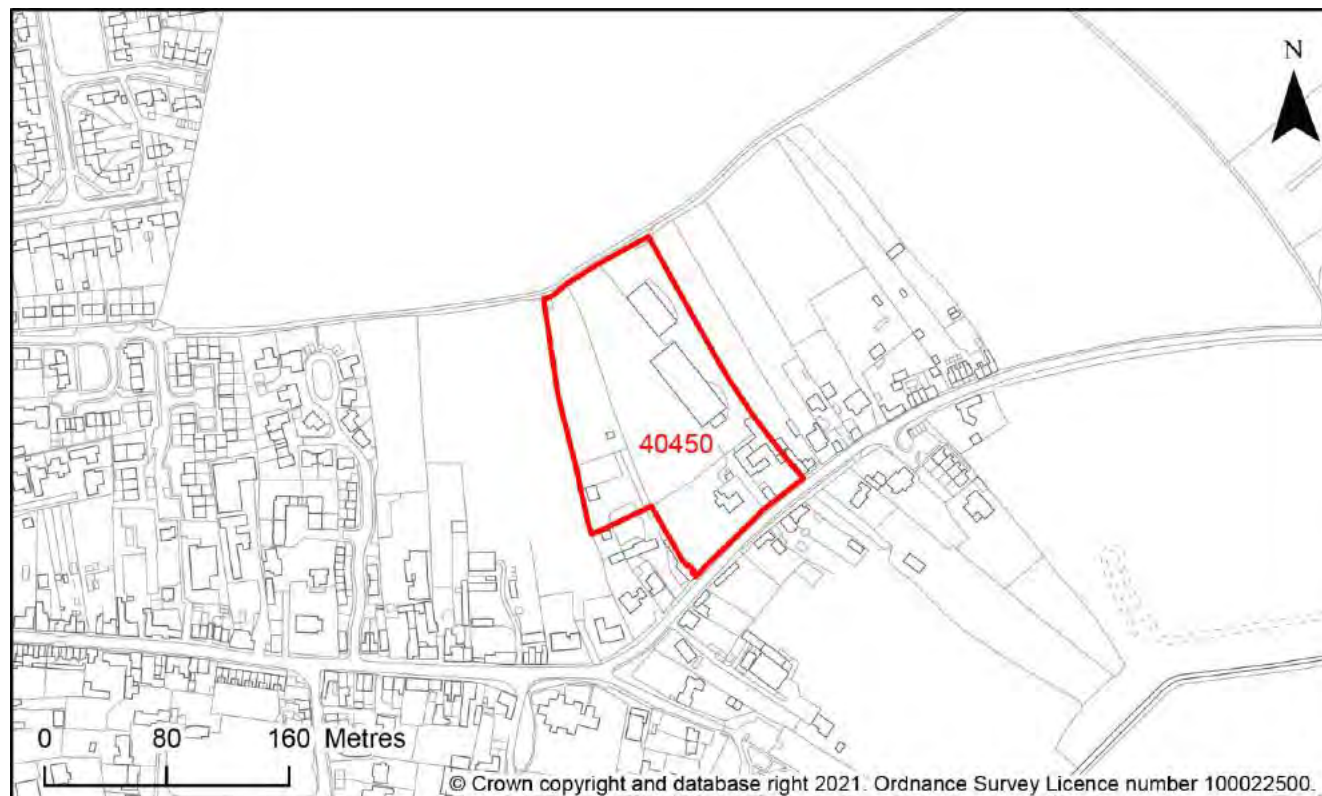 N
40450
0 80 160 Metres
© Crown copyright and database right 2021. Ordnance Survey Licence number 100022500.